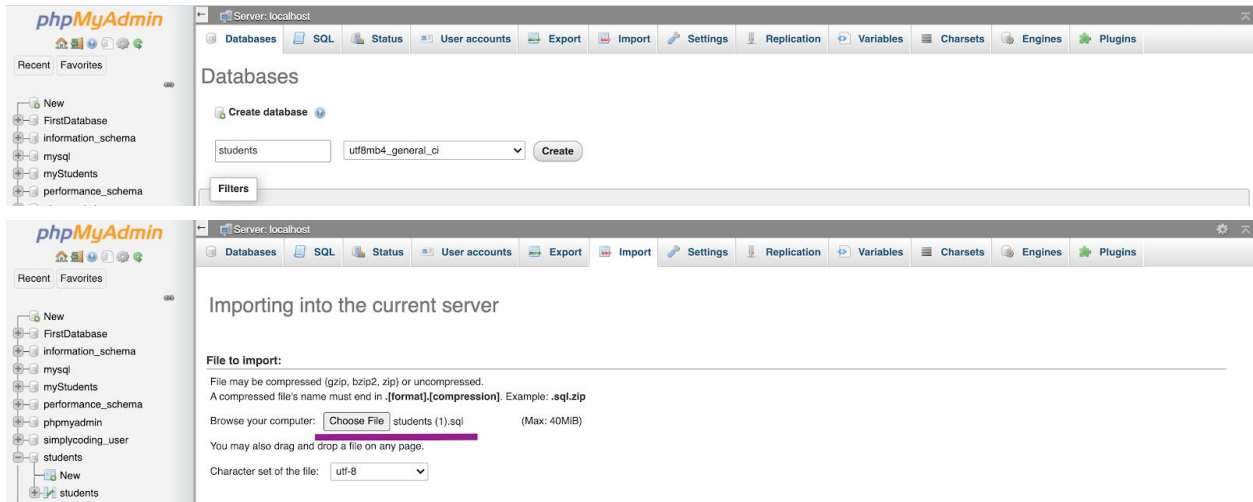 phpMyAdmin
Recent Favorites
New
FirstDatabase
information_schema
mysql
myStudents
performance_schema
Server: localhost
Databases SQL Status User accounts Export Import Settings Replication Variables Charsets Engines Plugins
Databases
Create database
students utf8mb4_general_ci Create
Filters
phpMyAdmin
Recent Favorites
New
FirstDatabase
information_schema
mysql
myStudents
performance_schema
phpmyadmin
simplycoding_user
students
New
students
Server: localhost
Databases SQL Status User accounts Export Import Settings Replication Variables Charsets Engines Plugins
Importing into the current server
File to import:
File may be compressed (gzip, bzip2, zip) or uncompressed.
A compressed file's name must end in .[format].[compression]. Example: .sql.zip
Browse your computer: Choose File students (1).sql (Max: 40MiB)
You may also drag and drop a file on any page.
Character set of the file: utf-8